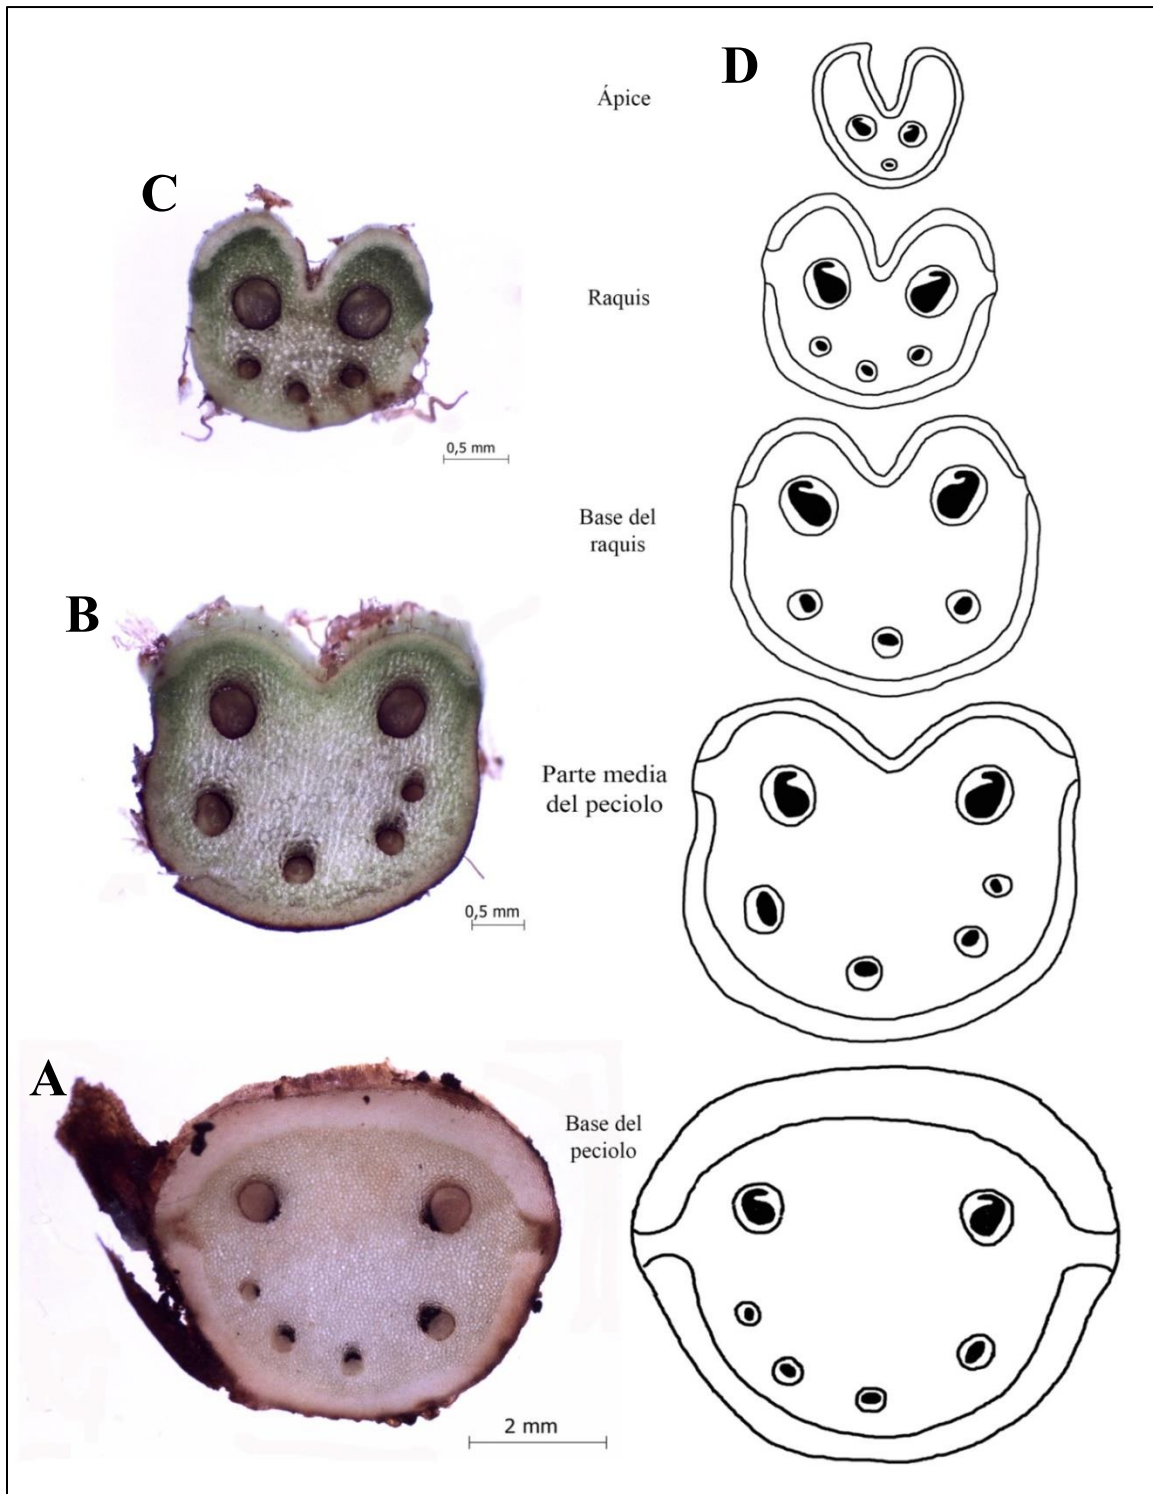 D
Ápice
C
0,5 mm
Raquis
Base del
raquis
B
0,5 mm
Parte media
del peciolo
A
2 mm
Base del
peciolo